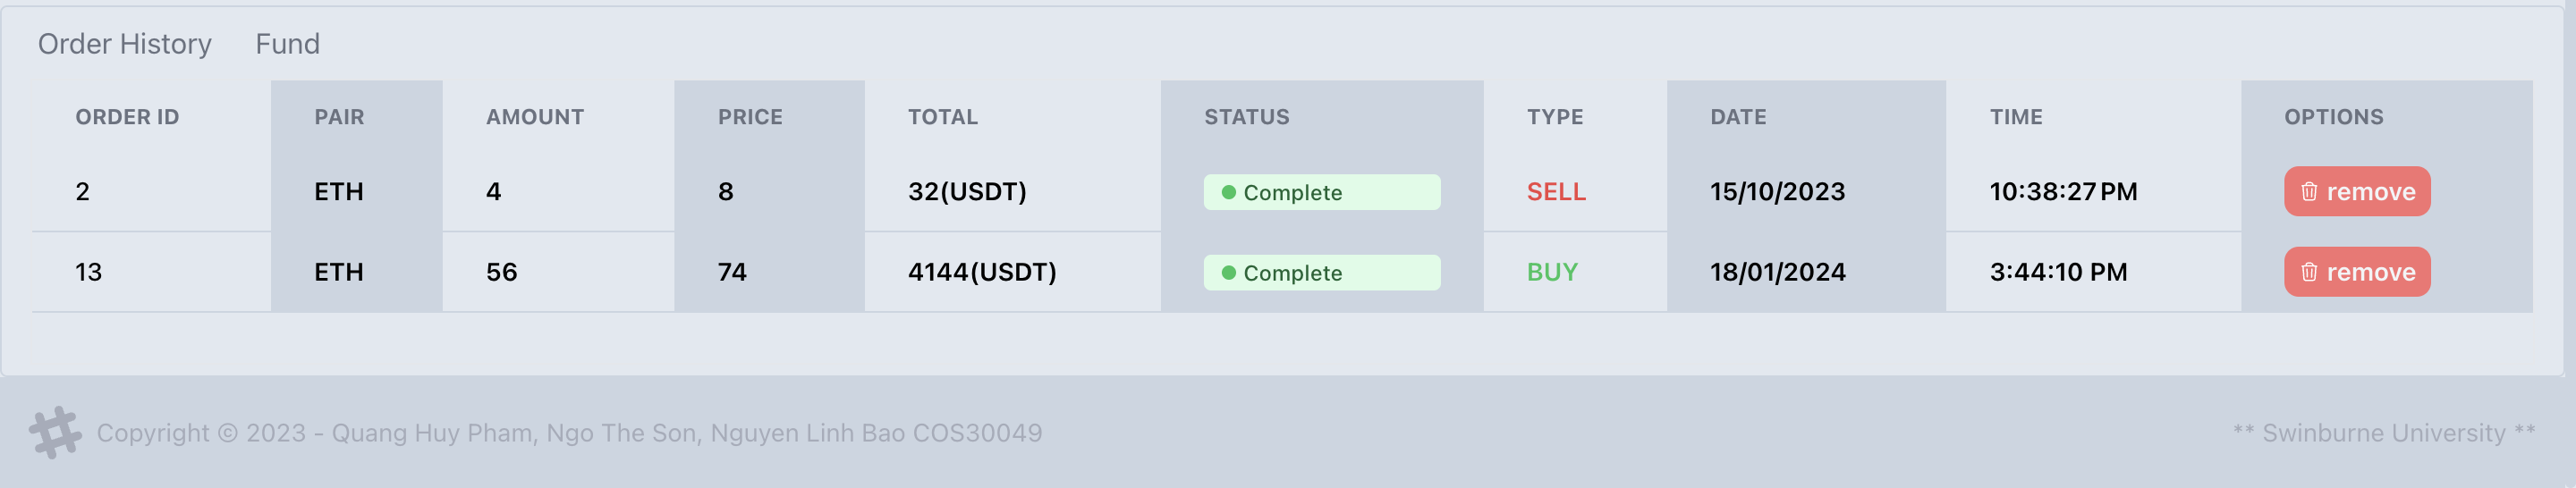 Order History Fund
ORDER ID PAIR AMOUNT PRICE TOTAL STATUS TYPE DATE TIME OPTIONS
2 ETH 4 8 32(USDT) Complete SELL 15/10/2023 10:38:27 PM remove
13 ETH 56 74 4144(USDT) Complete BUY 18/01/2024 3:44:10 PM remove
Copyright © 2023 - Quang Huy Pham, Ngo The Son, Nguyen Linh Bao COS30049 ** Swinburne University **